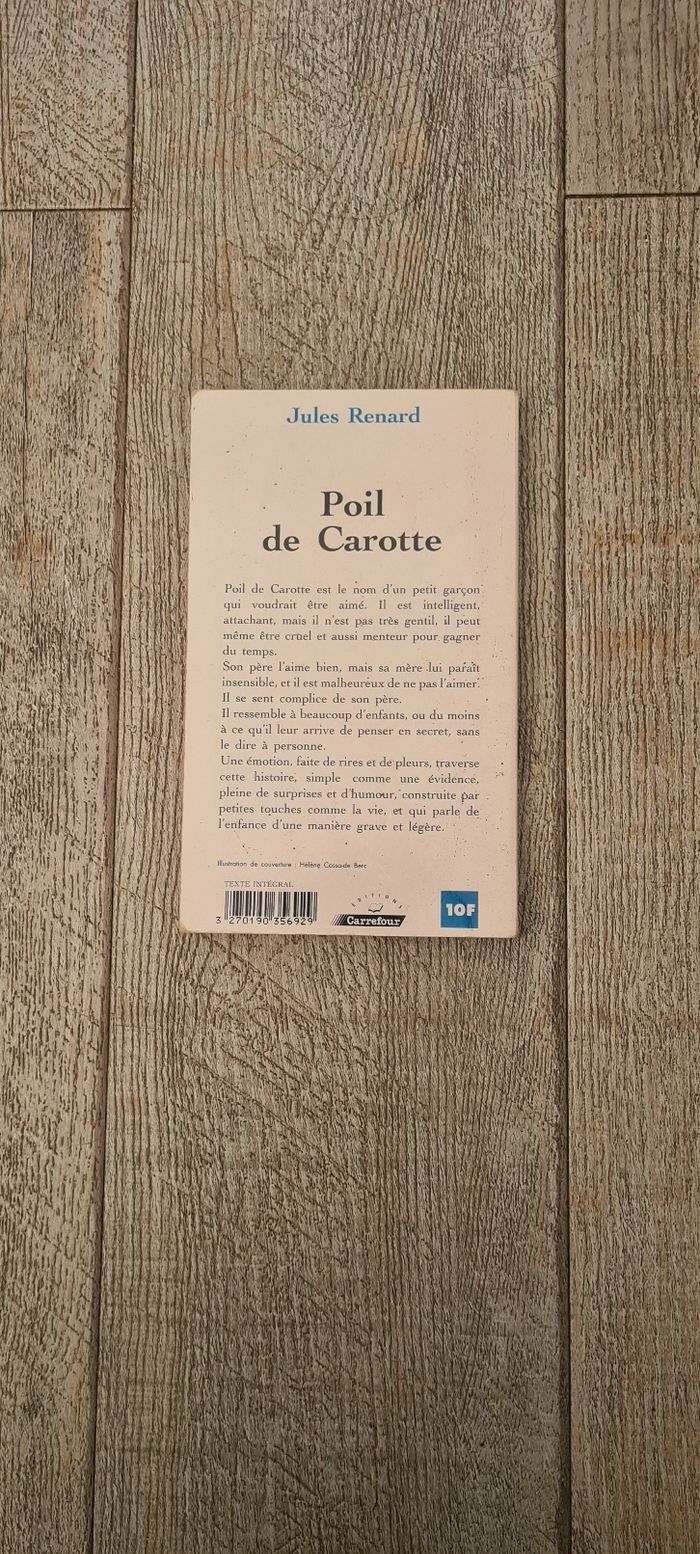 Jules Renard
Poil
de Carotte
Poil de Carotte est le nom d'un petit garçon
qui voudrait être aimé. Il est intelligent,
attachant, mais il n'est pas très gentil, il peut
même être cruel et aussi menteur pour gagner
du temps.
Son père l'aime bien, mais sa mère lui paraît
insensible, et il est malheureux de ne pas l'aimer.
Il se sent complice de son père.
Il ressemble à beaucoup d'enfants, ou du moins
à ce qu'il leur arrive de penser en secret, sans
le dire à personne.
Une émotion, faite de rires et de pleurs, traverse
cette histoire, simple comme une évidence,
pleine de surprises et d'humour, construite par
petites touches comme la vie, et qui parle de
l'enfance d'une manière grave et légère.
Illustration de couverture : Hélène Cossa-de Berc
TEXTE INTÉGRAL
3 270190 356929
EDITIONS
Carrefour
10F